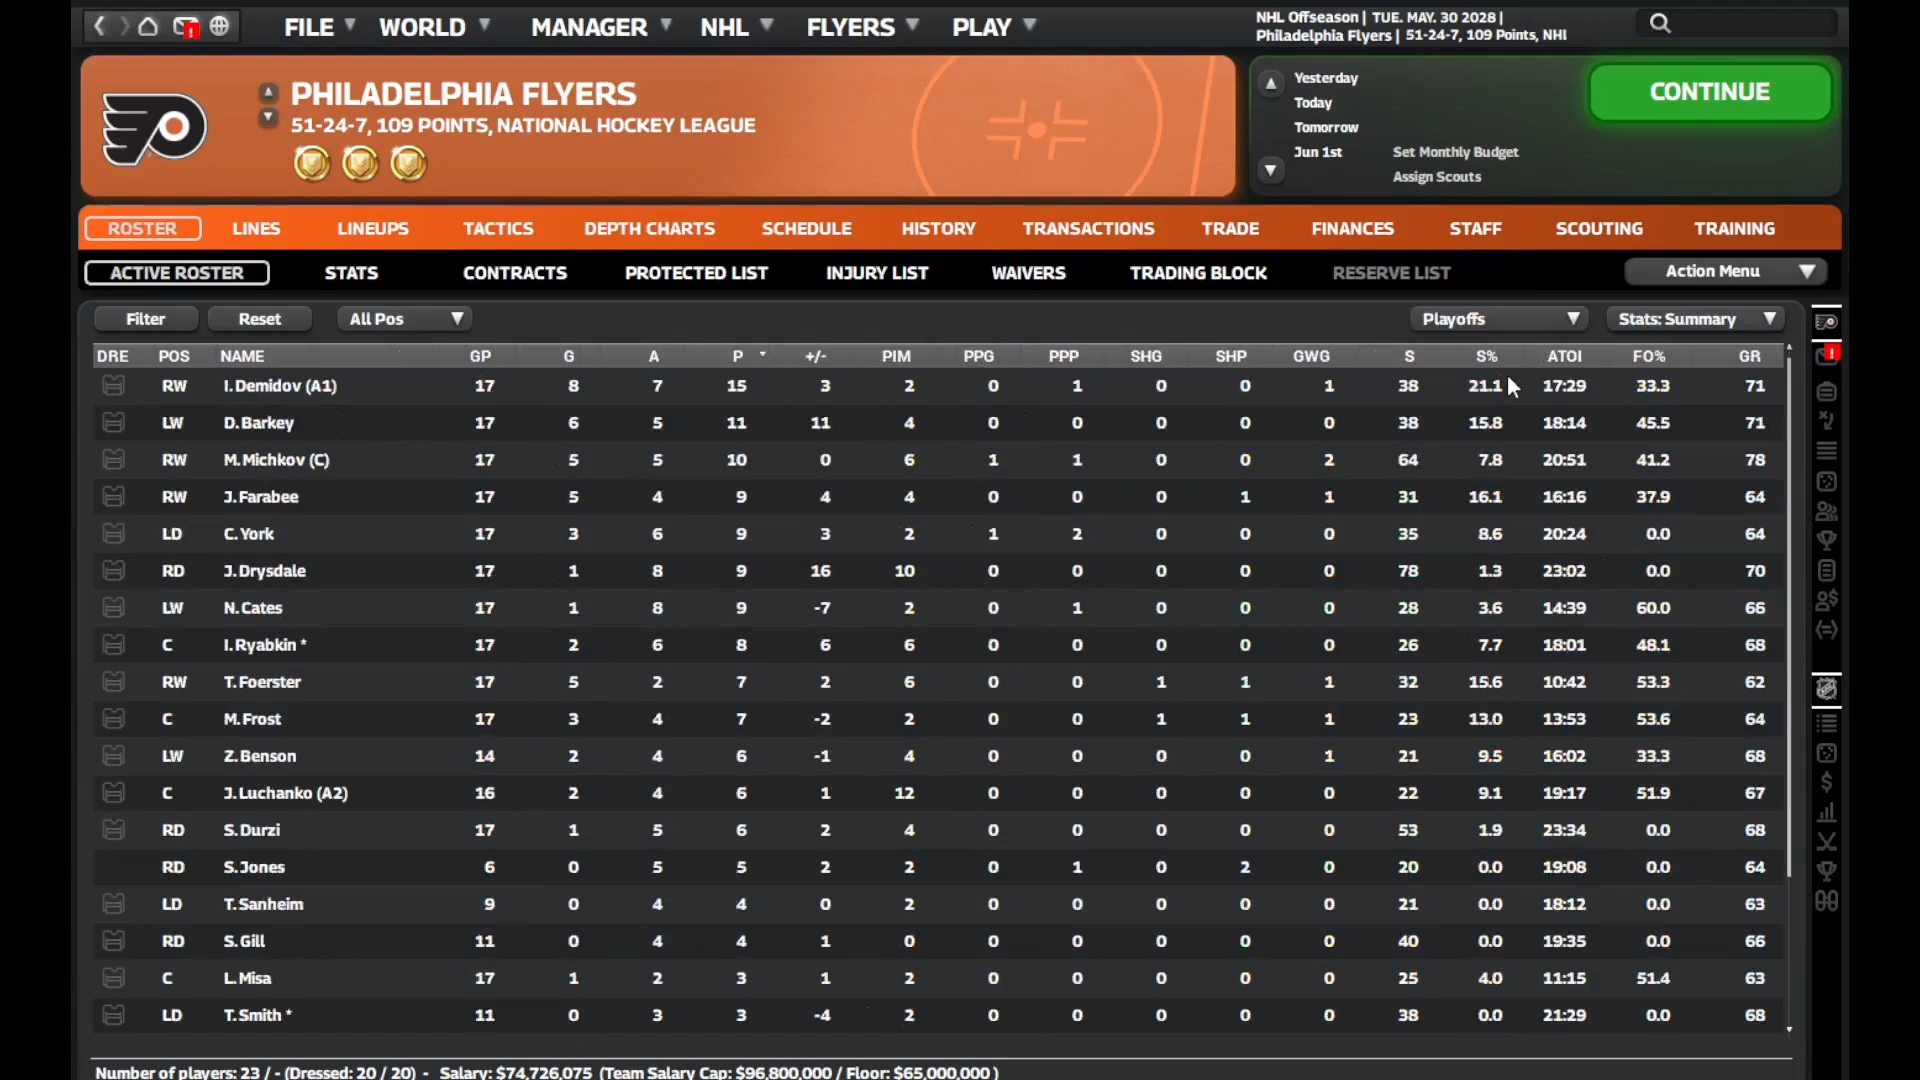 FILE WORLD MANAGER NHL FLYERS PLAY
NHL Offseason | TUE. MAY. 30 2028 |
Philadelphia Flyers | 51-24-7, 109 Points, NHL
PHILADELPHIA FLYERS
51-24-7, 109 POINTS, NATIONAL HOCKEY LEAGUE
Yesterday
Today
Tomorrow
Jun 1st Set Monthly Budget
Assign Scouts
CONTINUE
ROSTER LINES LINEUPS TACTICS DEPTH CHARTS SCHEDULE HISTORY TRANSACTIONS TRADE FINANCES STAFF SCOUTING TRAINING
ACTIVE ROSTER STATS CONTRACTS PROTECTED LIST INJURY LIST WAIVERS TRADING BLOCK RESERVE LIST Action Menu
Filter Reset All Pos Playoffs Stats: Summary
DRE POS NAME GP G A P +/- PIM PPG PPP SHG SHP GWG S S% ATOI FO% GR
RW I. Demidov (A1) 17 8 7 15 3 2 0 1 0 0 1 38 21.1 17:29 33.3 71
LW D. Barkey 17 6 5 11 11 4 0 0 0 0 0 38 15.8 18:14 45.5 71
RW M. Michkov (C) 17 5 5 10 0 6 1 1 0 0 2 64 7.8 20:51 41.2 78
RW J. Farabee 17 5 4 9 4 4 0 0 0 1 1 31 16.1 16:16 37.9 64
LD C. York 17 3 6 9 3 2 1 2 0 0 0 35 8.6 20:24 0.0 64
RD J. Drysdale 17 1 8 9 16 10 0 0 0 0 0 78 1.3 23:02 0.0 70
LW N. Cates 17 1 8 9 -7 2 0 1 0 0 0 28 3.6 14:39 60.0 66
C I. Ryabkin * 17 2 6 8 6 6 0 0 0 0 0 26 7.7 18:01 48.1 68
RW T. Foerster 17 5 2 7 2 6 0 0 1 1 1 32 15.6 10:42 53.3 62
C M. Frost 17 3 4 7 -2 2 0 0 1 1 1 23 13.0 13:53 53.6 64
LW Z. Benson 14 2 4 6 -1 4 0 0 0 0 1 21 9.5 16:02 33.3 68
C J. Luchanko (A2) 16 2 4 6 1 12 0 0 0 0 0 22 9.1 19:17 51.9 67
RD S. Durzi 17 1 5 6 2 4 0 0 0 0 0 53 1.9 23:34 0.0 68
RD S. Jones 6 0 5 5 2 2 0 1 0 2 0 20 0.0 19:08 0.0 64
LD T. Sanheim 9 0 4 4 0 2 0 0 0 0 0 21 0.0 18:12 0.0 63
RD S. Gill 11 0 4 4 1 0 0 0 0 0 0 40 0.0 19:35 0.0 66
C L. Misa 17 1 2 3 1 2 0 0 0 0 0 25 4.0 11:15 51.4 63
LD T. Smith * 11 0 3 3 -4 2 0 0 0 0 0 38 0.0 21:29 0.0 68
Number of players: 23 / - (Dressed: 20 / 20) - Salary: $74,726,075 (Team Salary Cap: $96,800,000 / Floor: $65,000,000 )